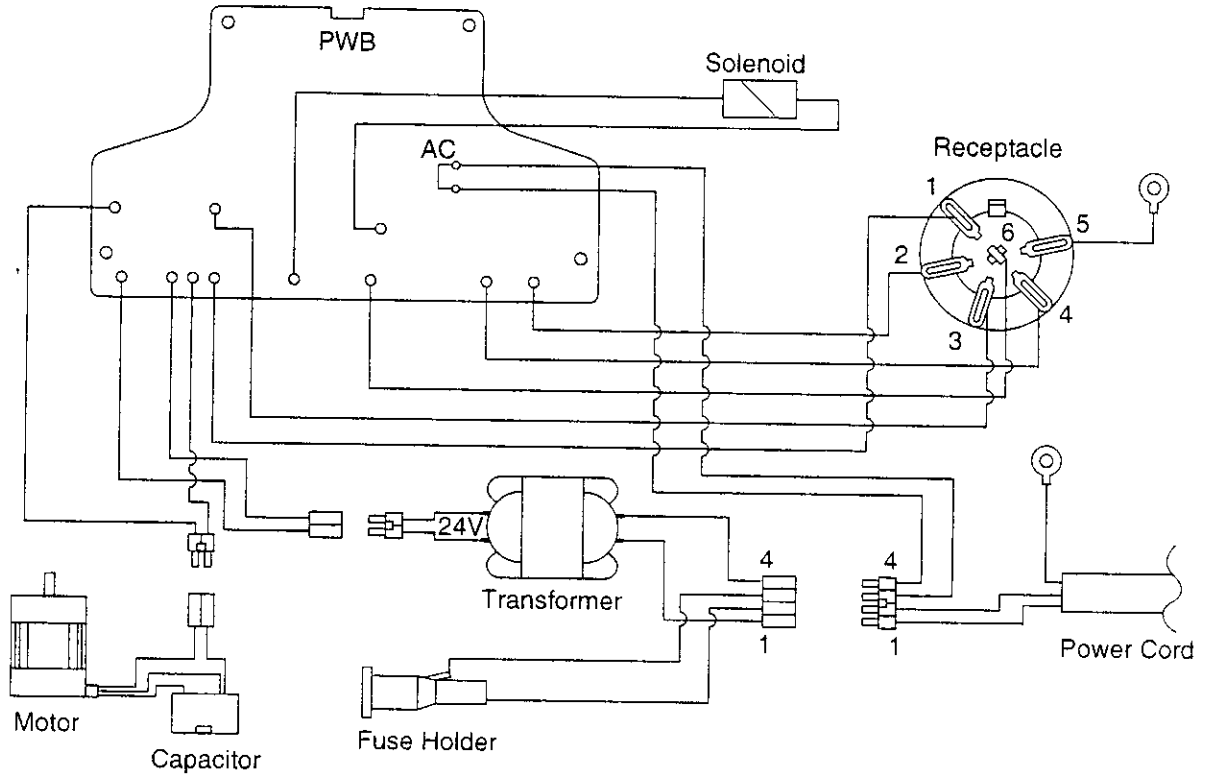 PWB
Solenoid
AC
Receptacle
1
2
3
4
5
6
24V
Transformer
4
1
4
1
Power Cord
Motor
Capacitor
Fuse Holder